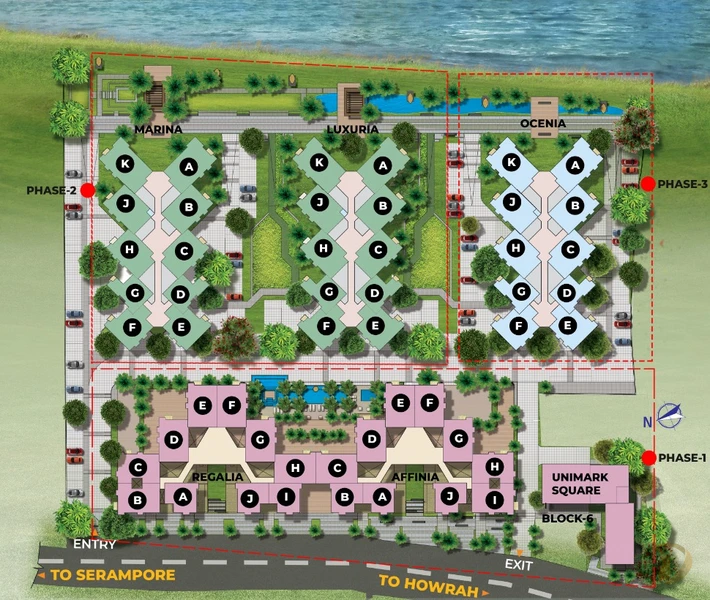 MARINA
LUXURIA
OCENIA
K
A
K
A
K
A
PHASE-2
PHASE-3
J
B
J
B
J
B
H
C
H
C
H
C
G
D
G
D
G
D
F
E
F
E
F
E
E
F
E
F
N
D
G
D
G
PHASE-1
C
H
C
H
REGALIA
AFFINIA
UNIMARK
SQUARE
B
A
J
I
B
A
J
I
BLOCK-6
ENTRY
EXIT
TO SERAMPORE
TO HOWRAH